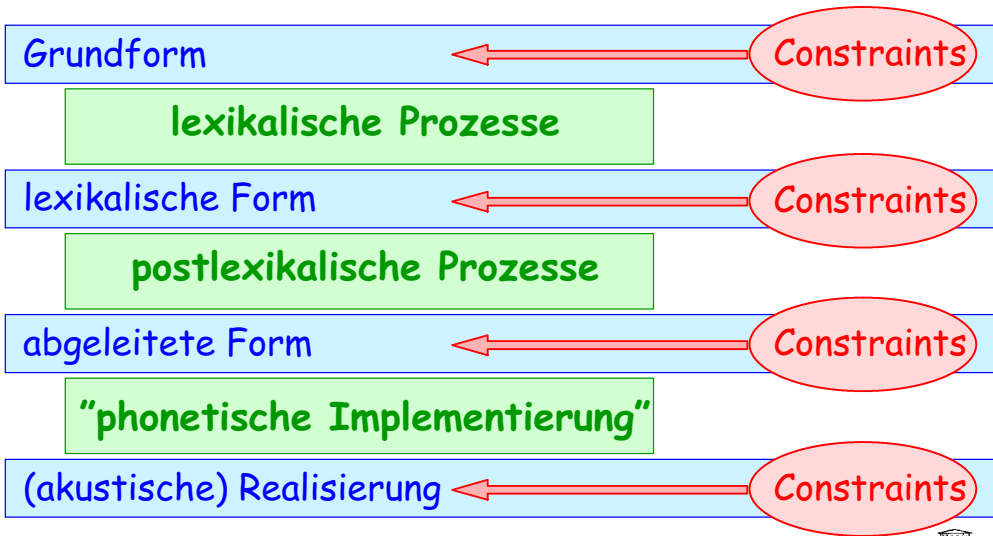 Grundform Constraints
lexikalische Prozesse
lexikalische Form Constraints
postlexikalische Prozesse
abgeleitete Form Constraints
”phonetische Implementierung”
(akustische) Realisierung Constraints